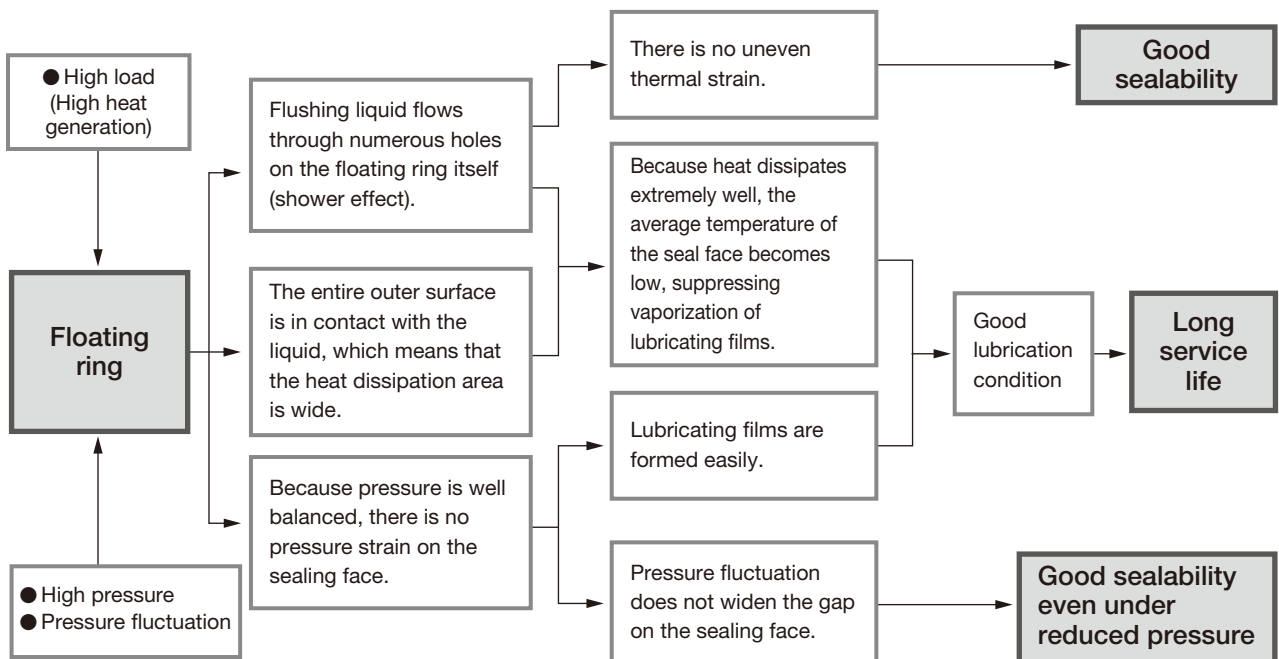 ● High load
(High heat
generation)
Floating
ring
● High pressure
● Pressure fluctuation
Flushing liquid flows
through numerous holes
on the floating ring itself
(shower effect).
The entire outer surface
is in contact with the
liquid, which means that
the heat dissipation area
is wide.
Because pressure is well
balanced, there is no
pressure strain on the
sealing face.
There is no uneven
thermal strain.
Because heat dissipates
extremely well, the
average temperature of
the seal face becomes
low, suppressing
vaporization of
lubricating films.
Lubricating films are
formed easily.
Pressure fluctuation
does not widen the gap
on the sealing face.
Good
lubrication
condition
Good
sealability
Long
service
life
Good sealability
even under
reduced pressure